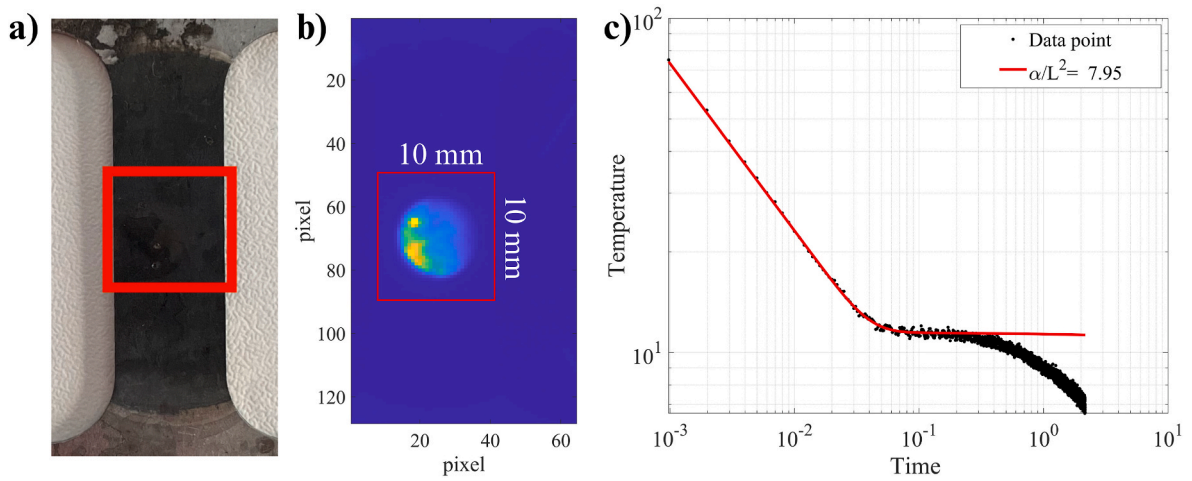 a)
b)
20
40
60
80
100
120
pixel
10 mm
10 mm
20
40
60
pixel
c)
10²
10¹
Temperature
Data point
α/L²= 7.95
10⁻³
10⁻²
10⁻¹
10⁰
10¹
Time